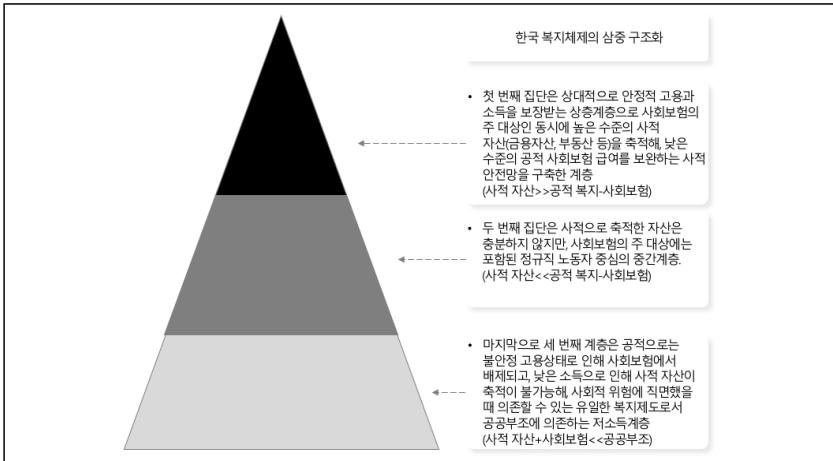 한국 복지체제의 삼중 구조화
• 첫 번째 집단은 상대적으로 안정적 고용과
소득을 보장받는 상층계층으로 사회보험의
주 대상인 동시에 높은 수준의 사적
자산(금융자산, 부동산 등)을 축적해, 낮은
수준의 공적 사회보험 급여를 보완하는 사적
안전망을 구축한 계층
(사적 자산>>공적 복지-사회보험)
• 두 번째 집단은 사적으로 축적한 자산은
충분하지 않지만, 사회보험의 주 대상에는
포함된 정규직 노동자 중심의 중간계층.
(사적 자산<<공적 복지-사회보험)
• 마지막으로 세 번째 계층은 공적으로는
불안정 고용상태로 인해 사회보험에서
배제되고, 낮은 소득으로 인해 사적 자산이
축적이 불가능해, 사회적 위험에 직면했을
때 의존할 수 있는 유일한 복지제도로서
공공부조에 의존하는 저소득계층
(사적 자산+사회보험<<공공부조)